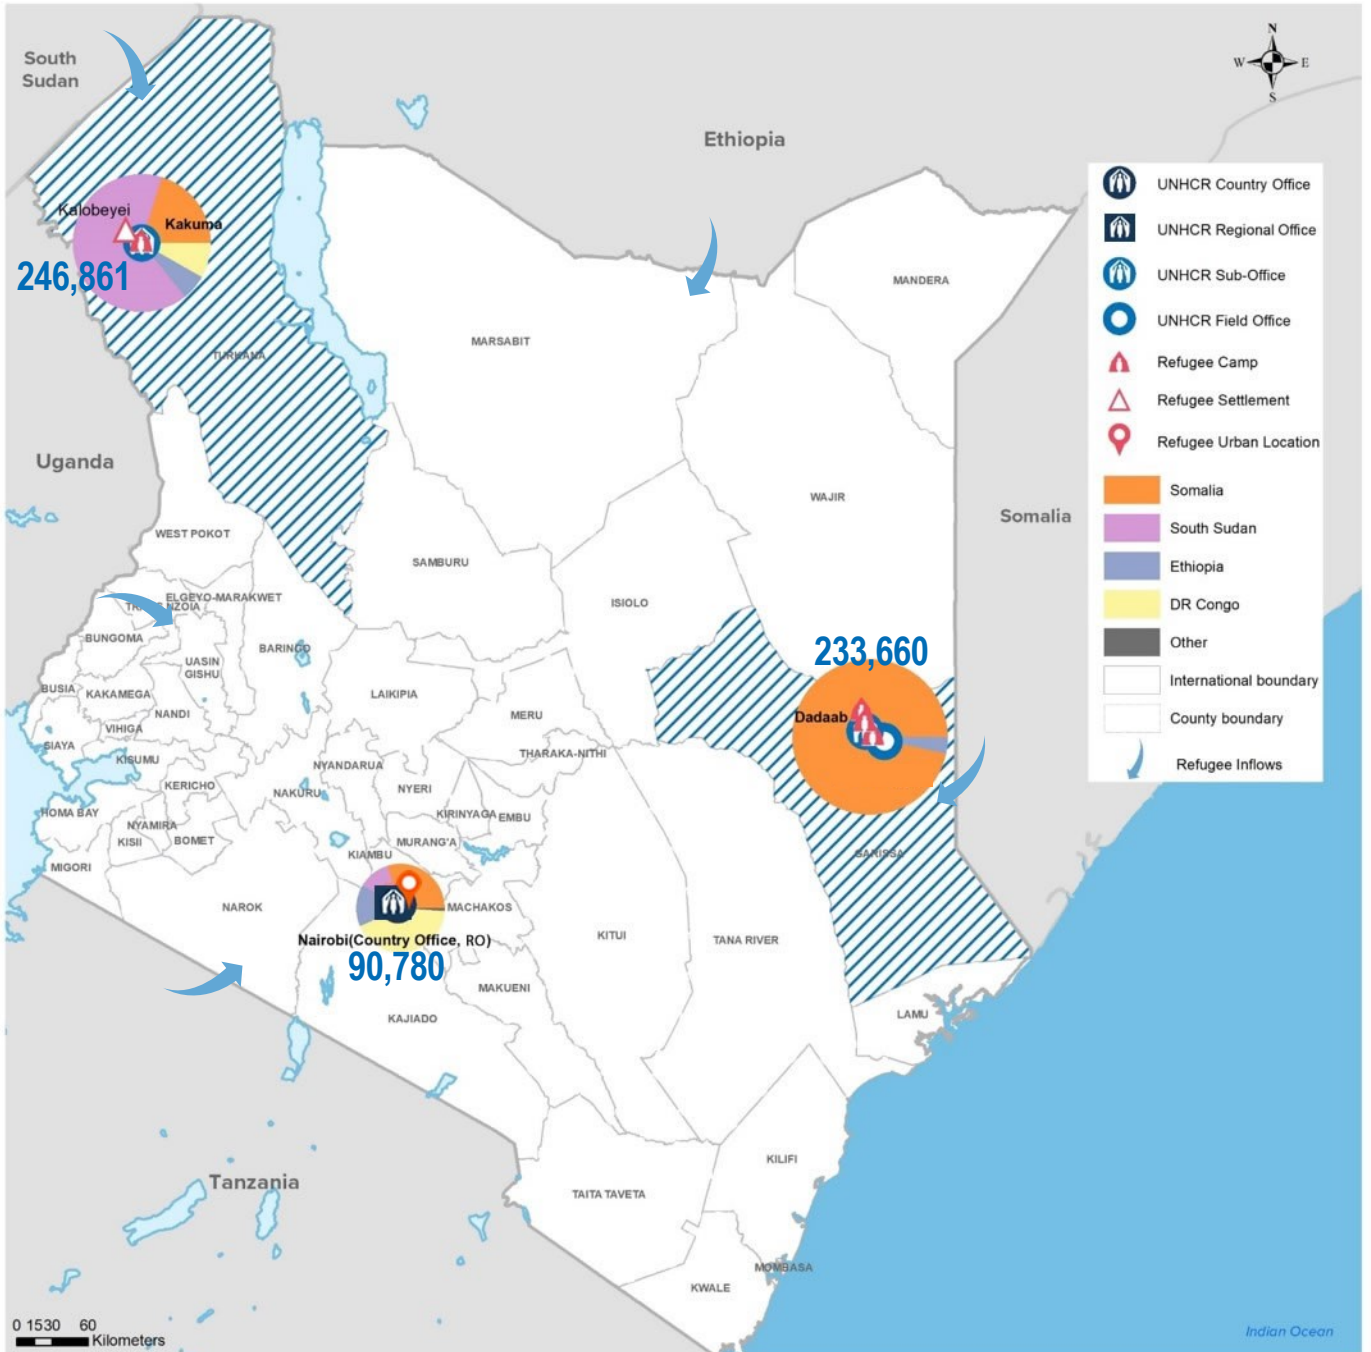 South
Sudan
Ethiopia
N
W E
S
UNHCR Country Office
UNHCR Regional Office
UNHCR Sub-Office
UNHCR Field Office
Refugee Camp
Refugee Settlement
Refugee Urban Location
Somalia
South Sudan
Ethiopia
DR Congo
Other
International boundary
County boundary
Refugee Inflows
Kalobeyei
Kakuma
246,861
TURKANA
MARSABIT
MANDERA
Uganda
WAJIR
Somalia
WEST POKOT
SAMBURU
ELGEYO-MARAKWET
ISIOLO
BUNGOMA
BARINGO
UASIN
GISHU
233,660
BUSIA
KAKAMEGA
LAIKIPIA
NANDI
MERU
Dadaab
VIHIGA
SIAYA
KISUMU
NYANDARUA
THARAKA-NITHI
KERICHO
NAKURU
NYERI
HOMA BAY
KIRINYAGA
EMBU
NYAMIRA
KISII
BOMET
MURANG'A
KIAMBU
GARISSA
MIGORI
NAROK
MACHAKOS
Nairobi(Country Office, RO)
90,780
KITUI
TANA RIVER
MAKUENI
KAJIADO
LAMU
KILIFI
Tanzania
TAITA TAVETA
MOMBASA
KWALE
0 1530 60
Kilometers
Indian Ocean